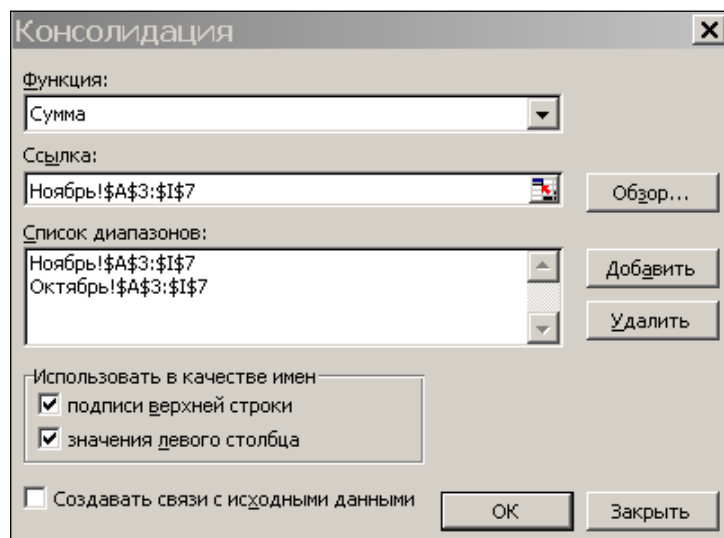 Консолидация
Функция:
Сумма
Ссылка:
Ноябрь!$A$3:$I$7
Обзор...
Список диапазонов:
Ноябрь!$A$3:$I$7
Октябрь!$A$3:$I$7
Добавить
Удалить
Использовать в качестве имен
подписи верхней строки
значения левого столбца
Создавать связи с исходными данными
ОК
Закрыть